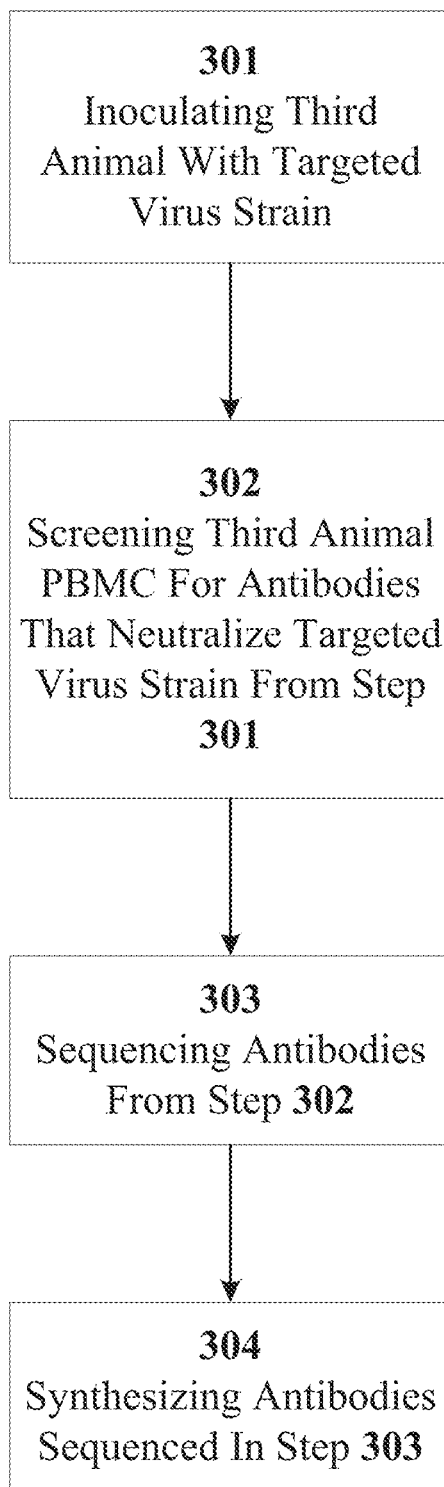 301
Inoculating Third
Animal With Targeted
Virus Strain
302
Screening Third Animal
PBMC For Antibodies
That Neutralize Targeted
Virus Strain From Step
301
303
Sequencing Antibodies
From Step 302
304
Synthesizing Antibodies
Sequenced In Step 303